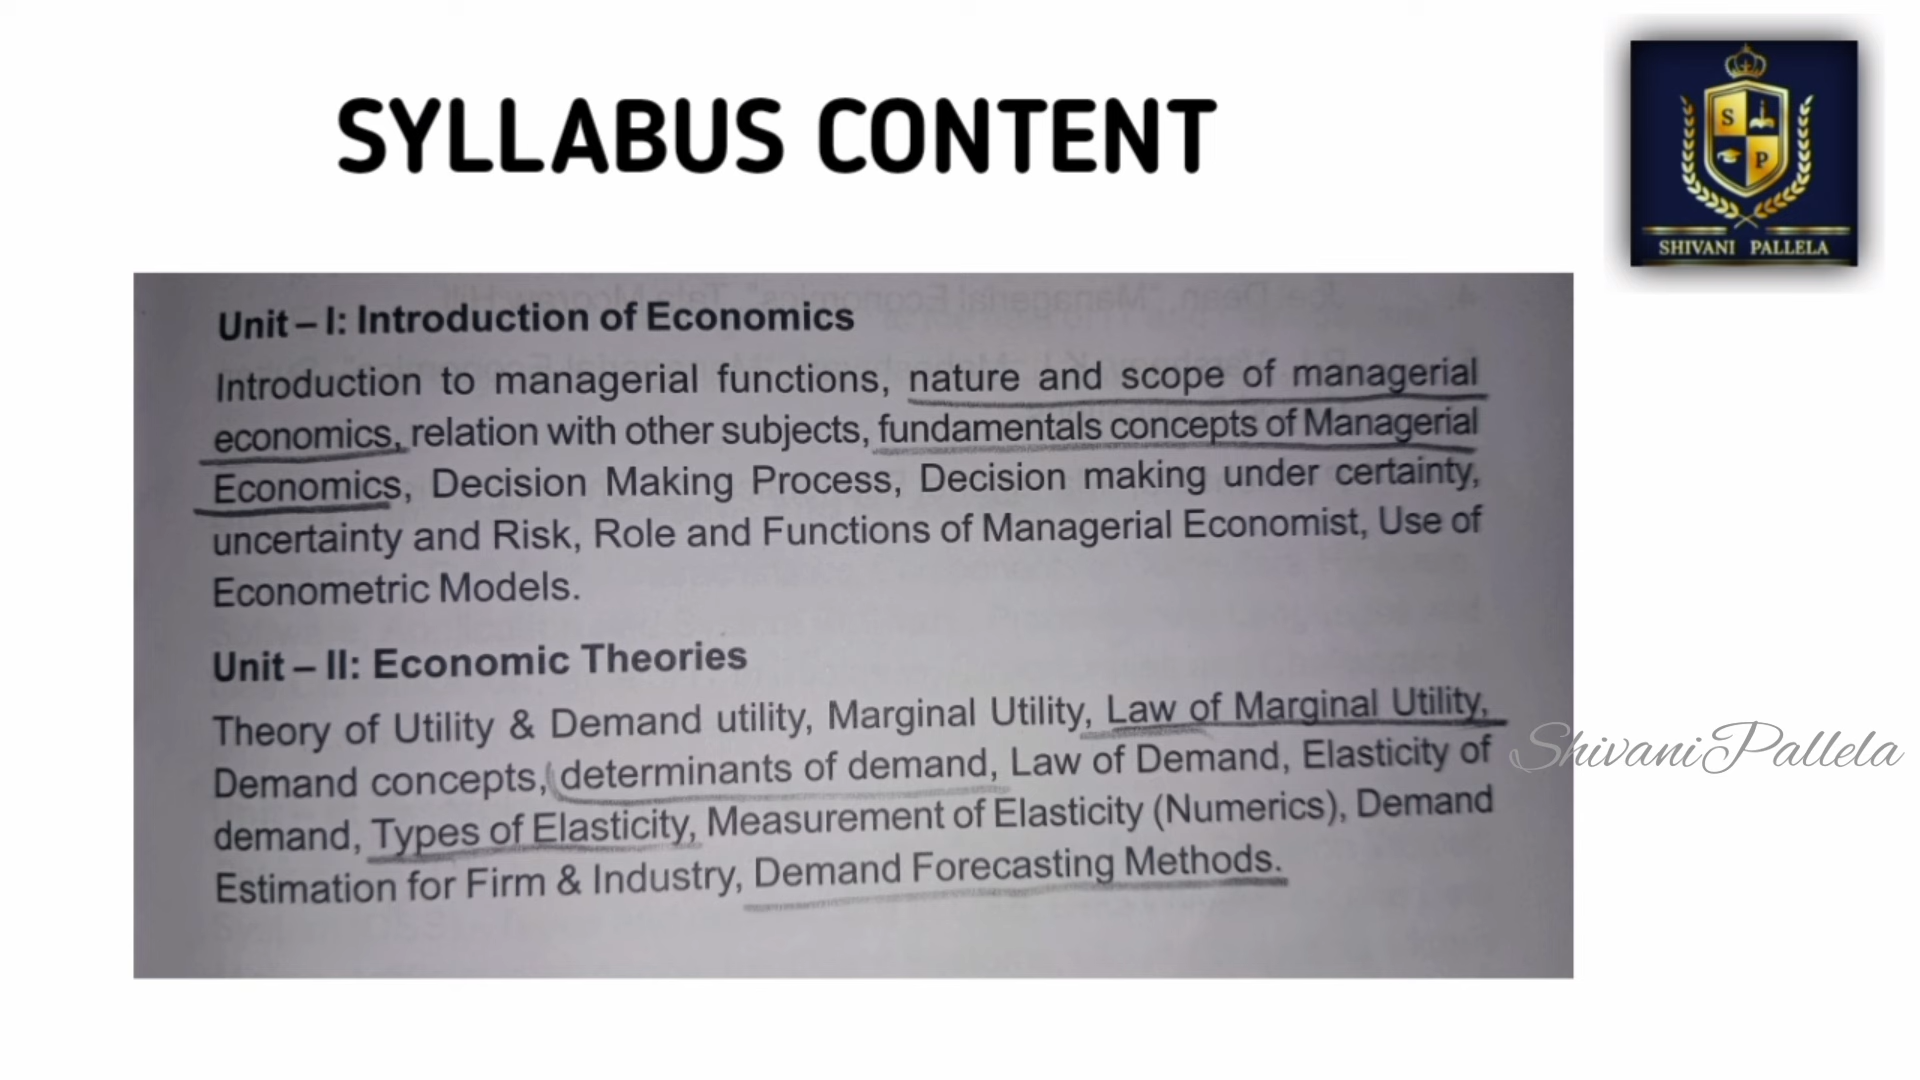 SYLLABUS CONTENT
S
P
SHIVANI PALLELA
Unit – I: Introduction of Economics
Introduction to managerial functions, nature and scope of managerial
economics, relation with other subjects, fundamentals concepts of Managerial
Economics, Decision Making Process, Decision making under certainty,
uncertainty and Risk, Role and Functions of Managerial Economist, Use of
Econometric Models.
Unit – II: Economic Theories
Theory of Utility & Demand utility, Marginal Utility, Law of Marginal Utility,
Demand concepts, determinants of demand, Law of Demand, Elasticity of
demand, Types of Elasticity, Measurement of Elasticity (Numerics), Demand
Estimation for Firm & Industry, Demand Forecasting Methods.
Shivani Pallela